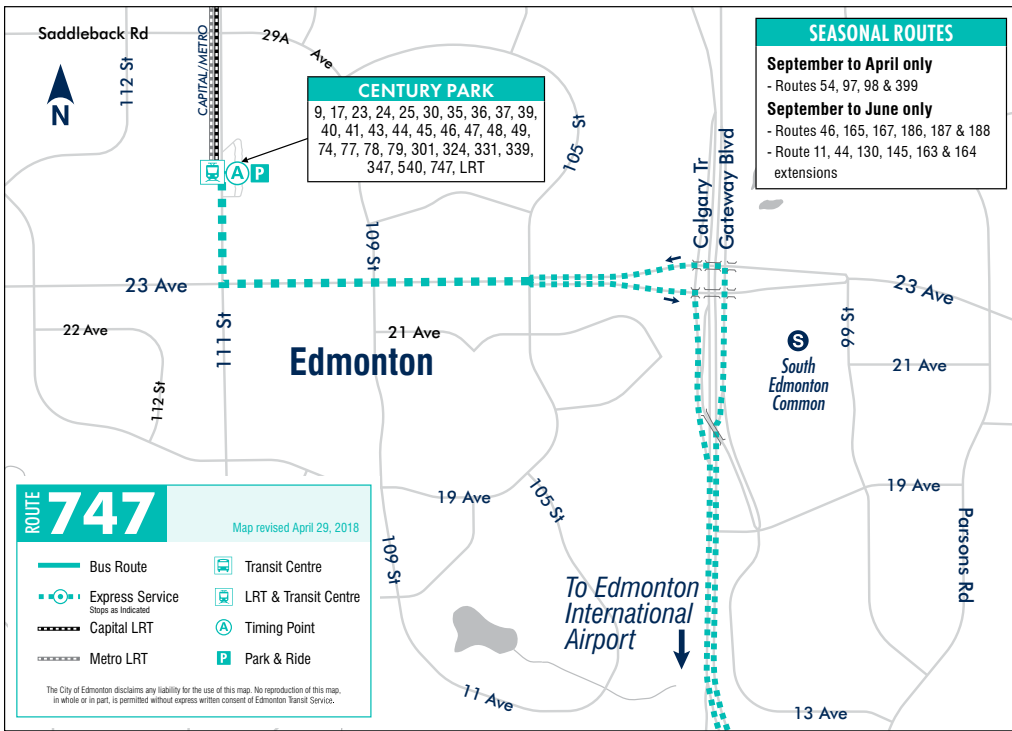 Saddleback Rd
112 St
CAPITAL/METRO
29A Ave
N
CENTURY PARK
9, 17, 23, 24, 25, 30, 35, 36, 37, 39,
40, 41, 43, 44, 45, 46, 47, 48, 49,
74, 77, 78, 79, 301, 324, 331, 339,
347, 540, 747, LRT
A
P
105 St
Calgary Tr
Gateway Blvd
SEASONAL ROUTES
September to April only
- Routes 54, 97, 98 & 399
September to June only
- Routes 46, 165, 167, 186, 187 & 188
- Route 11, 44, 130, 145, 163 & 164
extensions
109 St
23 Ave
23 Ave
22 Ave
111 St
21 Ave
Edmonton
112 St
S
South
Edmonton
Common
99 St
21 Ave
19 Ave
105 St
109 St
19 Ave
Parsons Rd
To Edmonton
International
Airport
11 Ave
13 Ave
ROUTE
747
Map revised April 29, 2018
Bus Route
Express Service
Stops as Indicated
Capital LRT
Metro LRT
Transit Centre
LRT & Transit Centre
A
Timing Point
P
Park & Ride
The City of Edmonton disclaims any liability for the use of this map. No reproduction of this map,
in whole or in part, is permitted without express written consent of Edmonton Transit Service.